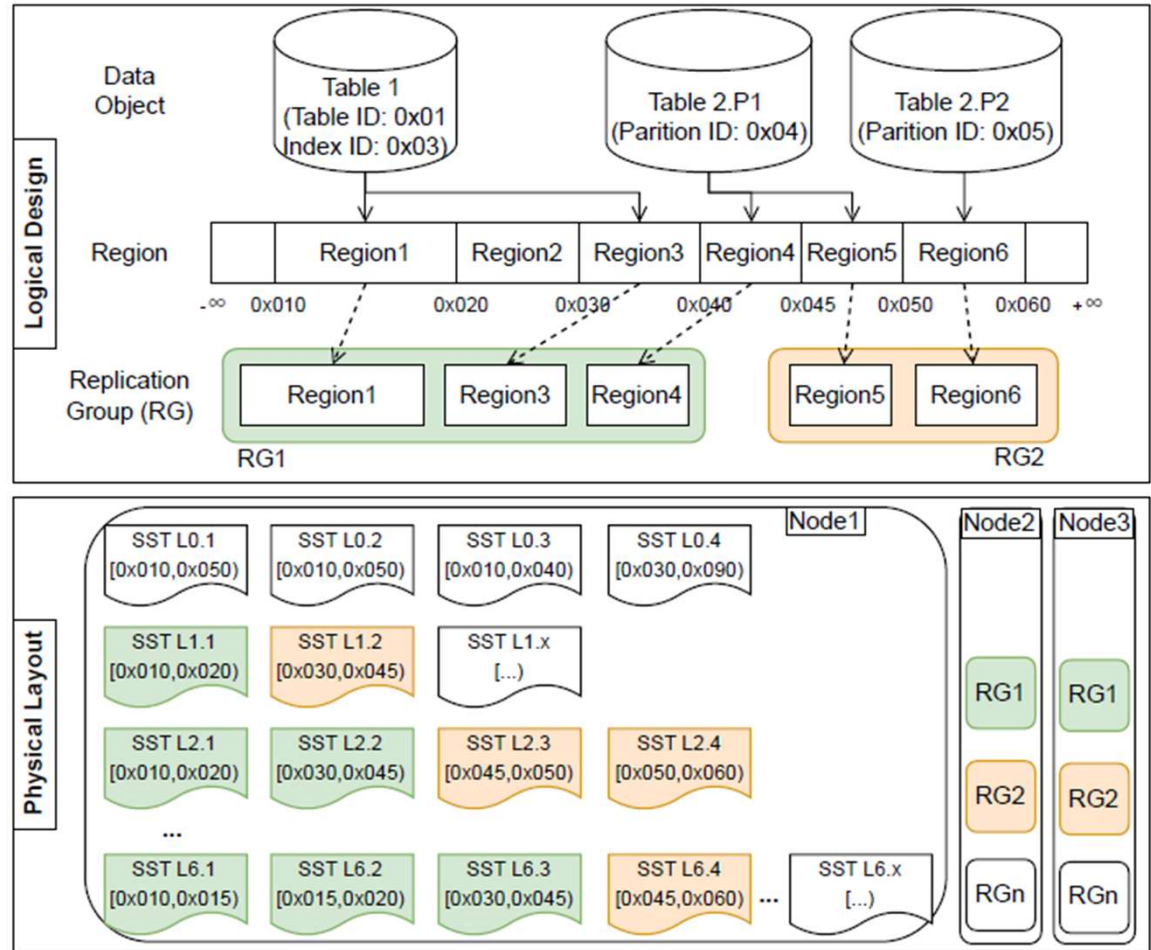 Data
Object
Table 1
(Table ID: 0x01
Index ID: 0x03)
Table 2.P1
(Parition ID: 0x04)
Table 2.P2
(Parition ID: 0x05)
Logical Design
Region
Region1
Region2
Region3
Region4
Region5
Region6
-∞
0x010
0x020
0x030
0x040
0x045
0x050
0x060
+∞
Replication
Group (RG)
Region1
Region3
Region4
Region5
Region6
RG1
RG2
Physical Layout
Node1
Node2
Node3
SST L0.1
[0x010,0x050)
SST L0.2
[0x010,0x050)
SST L0.3
[0x010,0x040)
SST L0.4
[0x030,0x090)
SST L1.1
[0x010,0x020)
SST L1.2
[0x030,0x045)
SST L1.x
[...)
SST L2.1
[0x010,0x020)
SST L2.2
[0x030,0x045)
SST L2.3
[0x045,0x050)
SST L2.4
[0x050,0x060)
...
SST L6.1
[0x010,0x015)
SST L6.2
[0x015,0x020)
SST L6.3
[0x030,0x045)
SST L6.4
[0x045,0x060)
...
SST L6.x
[...)
RG1
RG2
RGn
RG1
RG2
RGn